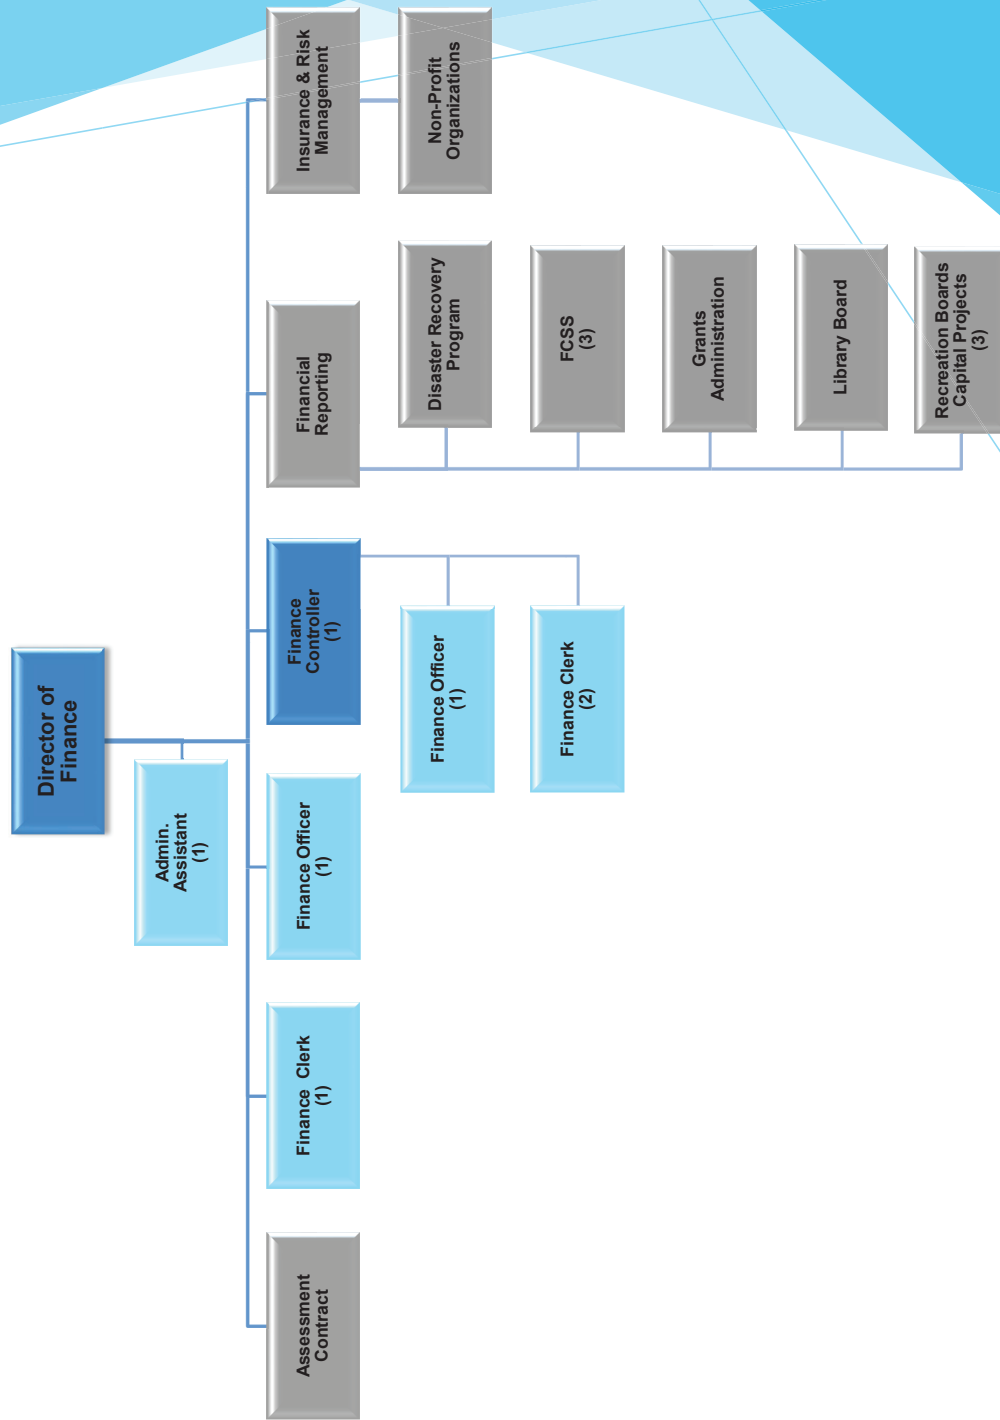 Director of
Finance
Admin.
Assistant
(1)
Assessment
Contract
Finance Clerk
(1)
Finance Officer
(1)
Finance
Controller
(1)
Finance Officer
(1)
Finance Clerk
(2)
Financial
Reporting
Disaster Recovery
Program
FCSS
(3)
Grants
Administration
Library Board
Recreation Boards
Capital Projects
(3)
Insurance & Risk
Management
Non-Profit
Organizations